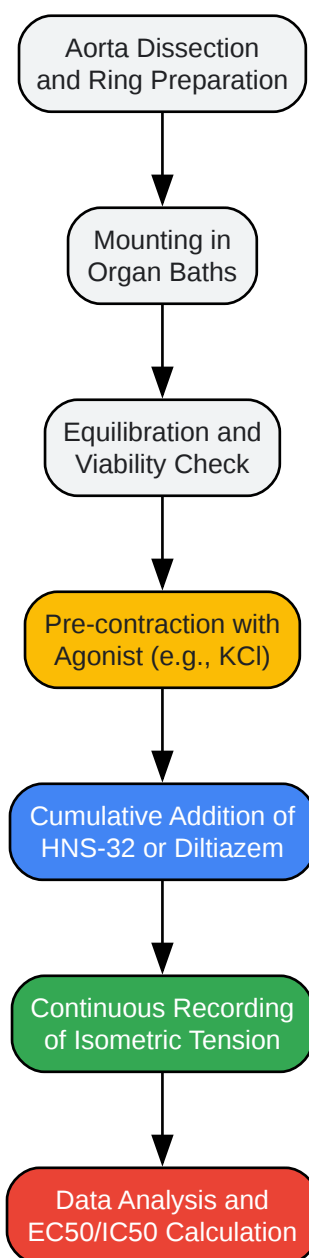 Aorta Dissection
and Ring Preparation
Mounting in
Organ Baths
Equilibration and
Viability Check
Pre-contraction with
Agonist (e.g., KCl)
Cumulative Addition of
HNS-32 or Diltiazem
Continuous Recording
of Isometric Tension
Data Analysis and
EC50/IC50 Calculation